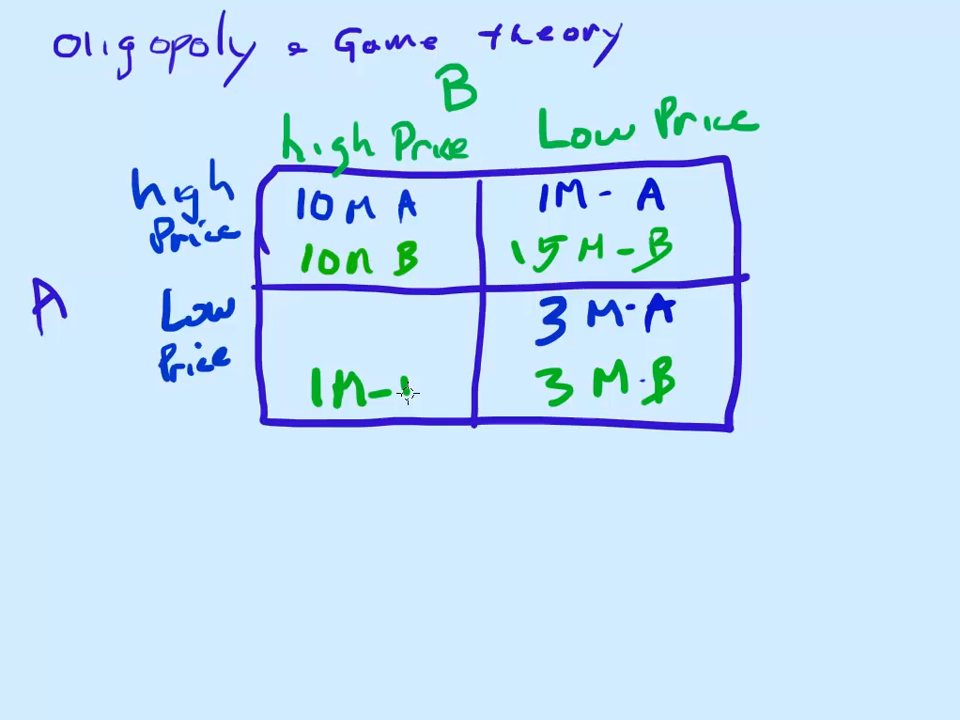 Oligopoly & Game theory
B
high Price Low Price
high Price
10M A
10M B
1M - A
15M - B
A
Low Price
1M -
3 M - A
3 M - B